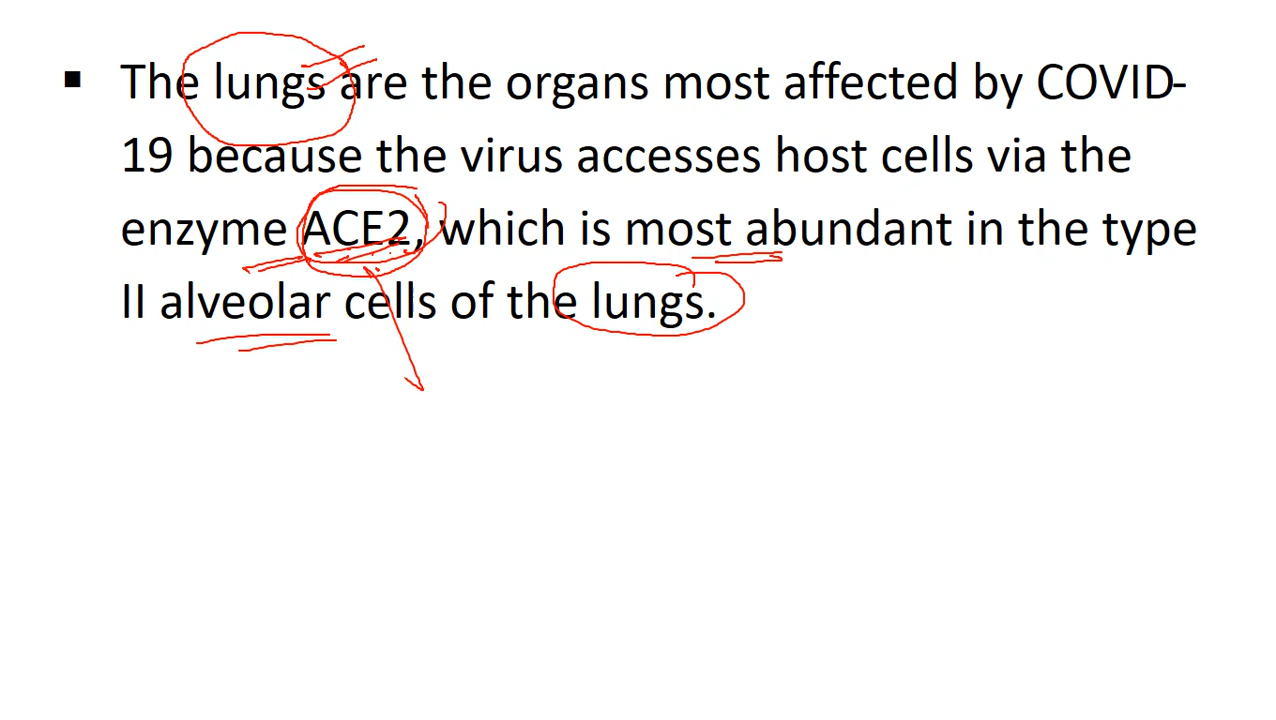 ▪ The lungs are the organs most affected by COVID-
19 because the virus accesses host cells via the
enzyme ACE2, which is most abundant in the type
II alveolar cells of the lungs.